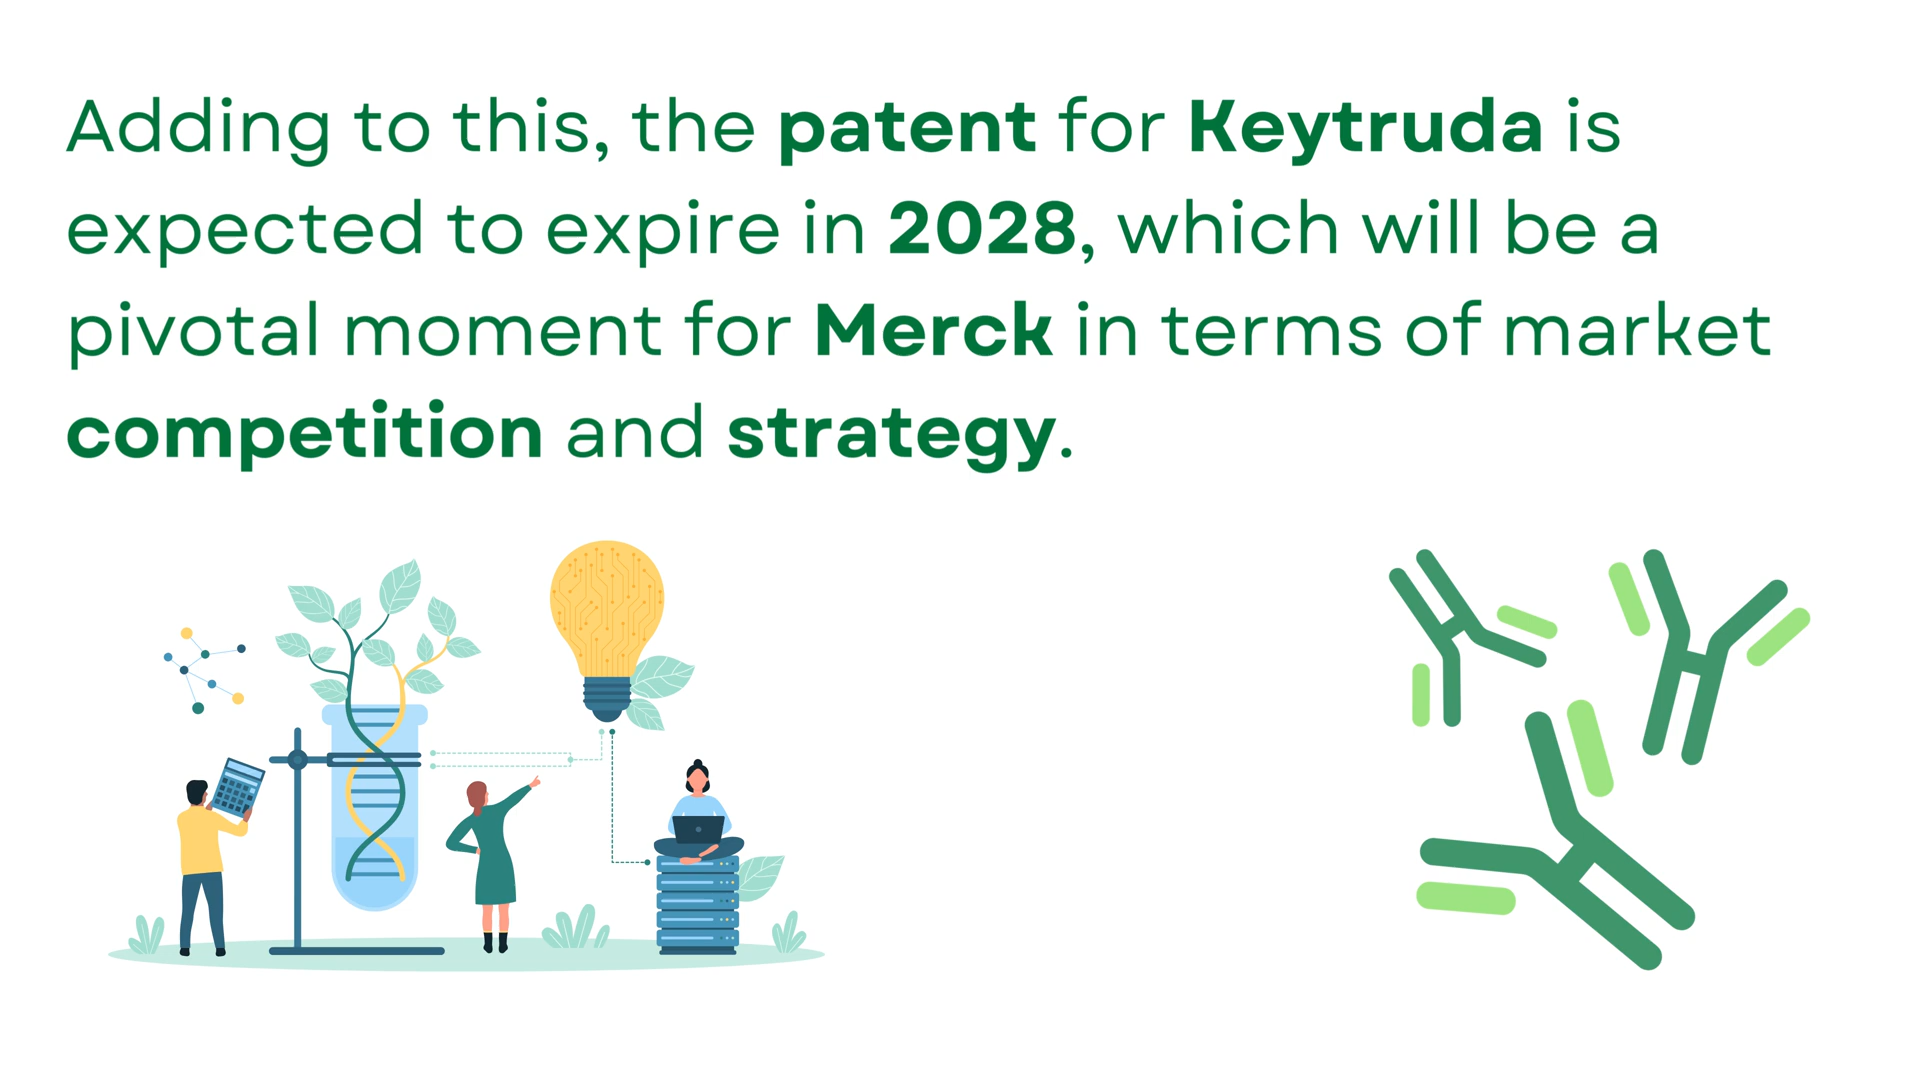 Adding to this, the patent for Keytruda is
expected to expire in 2028, which will be a
pivotal moment for Merck in terms of market
competition and strategy.